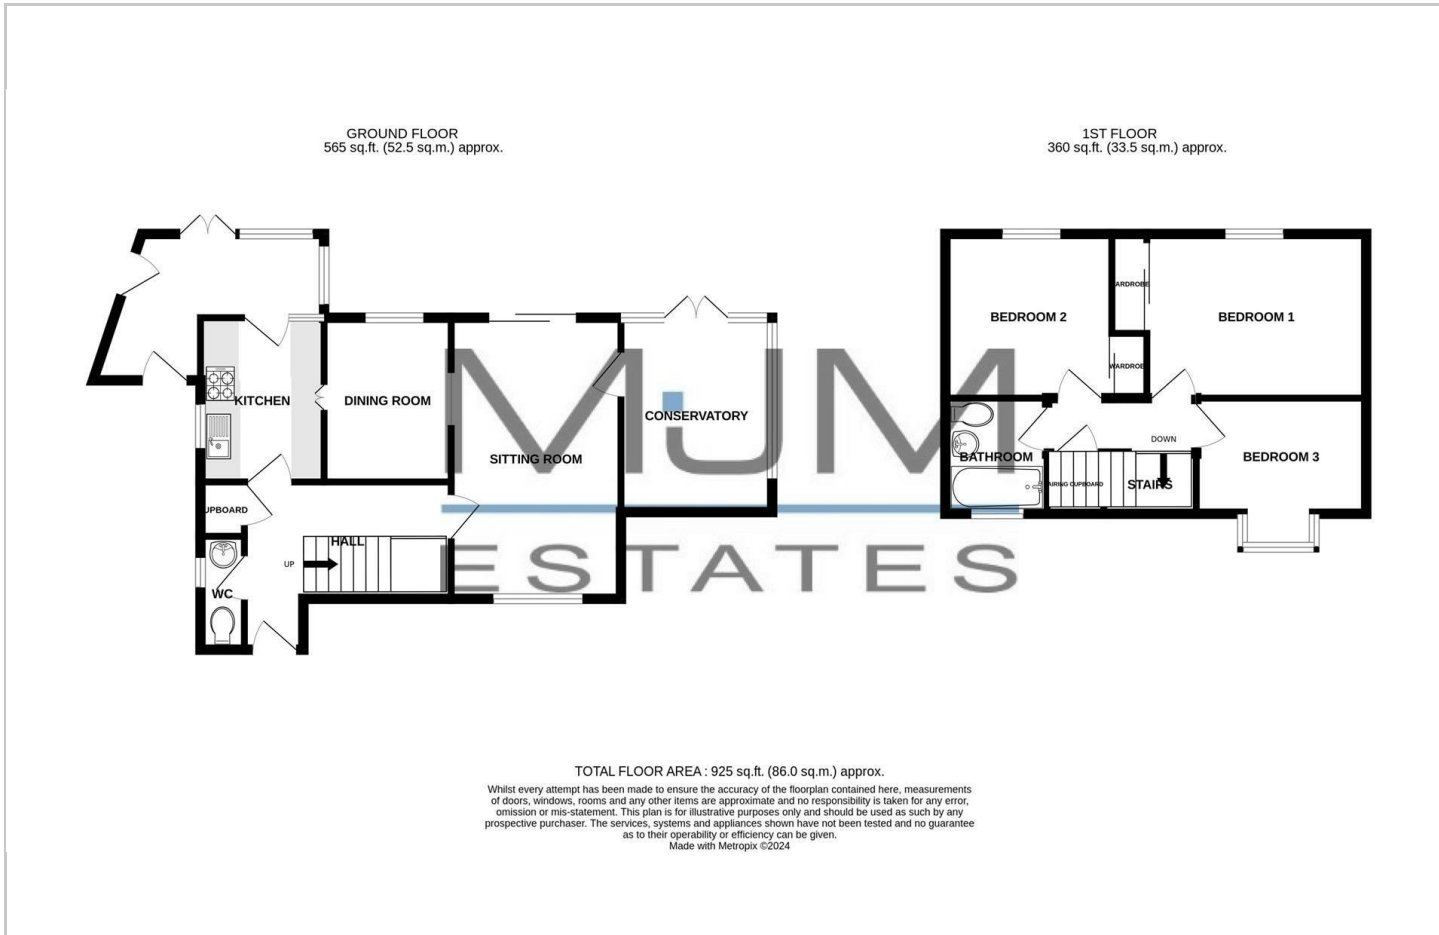 GROUND FLOOR
565 sq.ft. (52.5 sq.m.) approx.
1ST FLOOR
360 sq.ft. (33.5 sq.m.) approx.
KITCHEN
DINING ROOM
SITTING ROOM
CONSERVATORY
UPBOARD
HALL
UP
WC
BEDROOM 2
ARDROBE
BEDROOM 1
WARDROBE
DOWN
BATHROOM
BEDROOM 3
AIRING CUPBOARD
STAIRS
MJM
ESTATES
TOTAL FLOOR AREA : 925 sq.ft. (86.0 sq.m.) approx.
Whilst every attempt has been made to ensure the accuracy of the floorplan contained here, measurements
of doors, windows, rooms and any other items are approximate and no responsibility is taken for any error,
omission or mis-statement. This plan is for illustrative purposes only and should be used as such by any
prospective purchaser. The services, systems and appliances shown have not been tested and no guarantee
as to their operability or efficiency can be given.
Made with Metropix ©2024